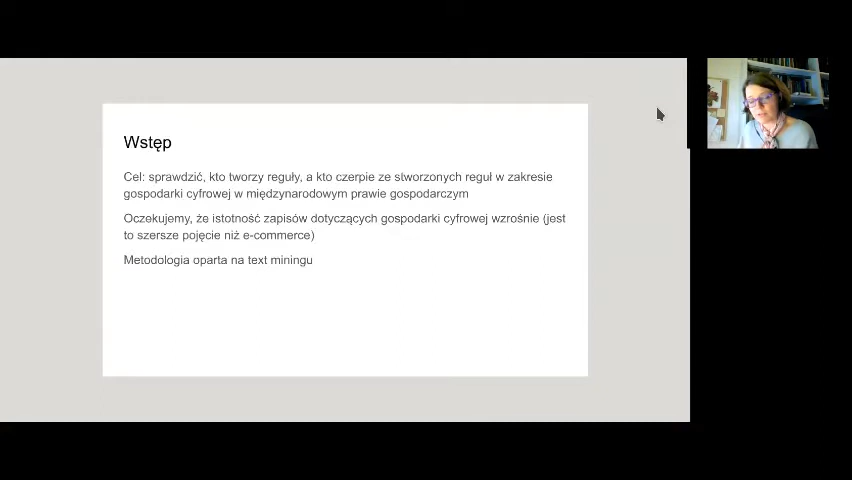 Wstęp
Cel: sprawdzić, kto tworzy reguły, a kto czerpie ze stworzonych reguł w zakresie
gospodarki cyfrowej w międzynarodowym prawie gospodarczym
Oczekujemy, że istotność zapisów dotyczących gospodarki cyfrowej wzrośnie (jest
to szersze pojęcie niż e-commerce)
Metodologia oparta na text miningu